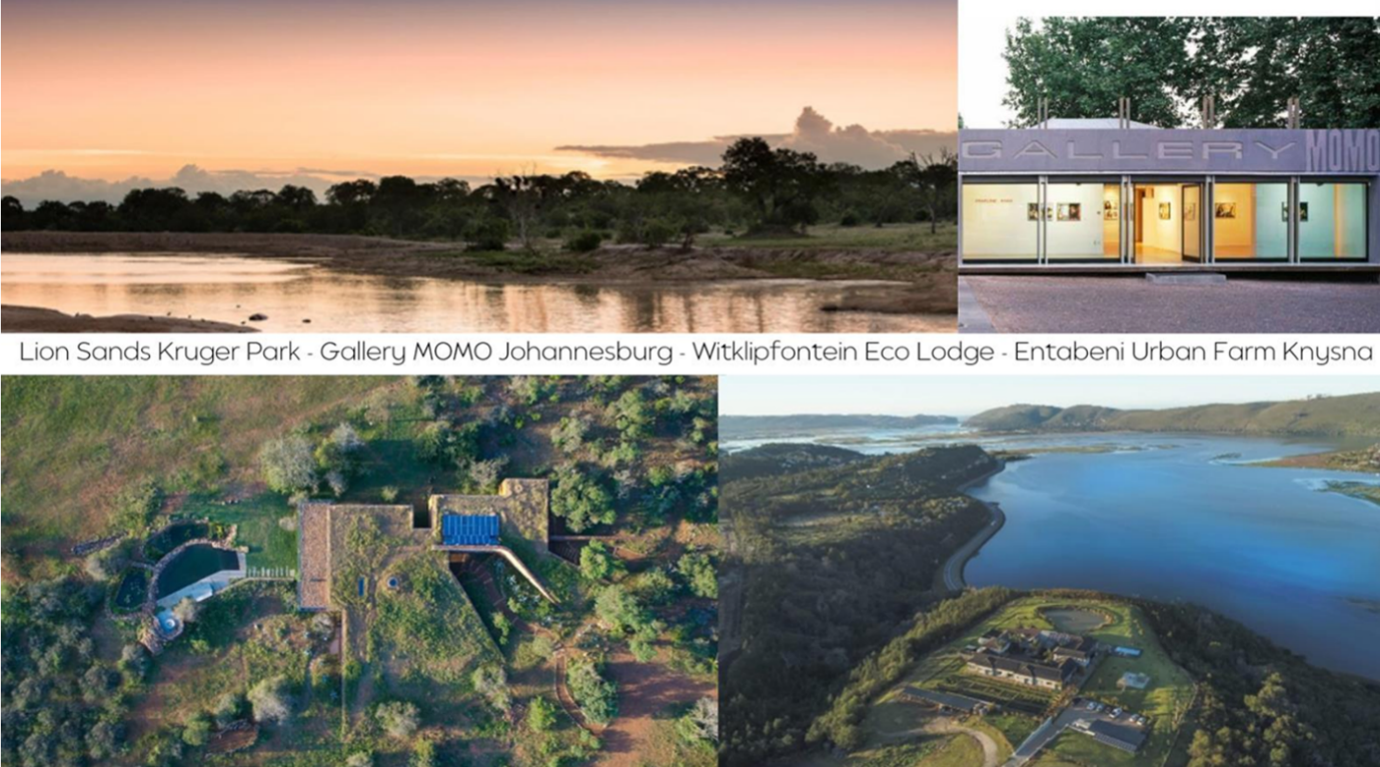 GALLERY MOMO
Lion Sands Kruger Park - Gallery MOMO Johannesburg - Witklipfontein Eco Lodge - Entabeni Urban Farm Knysna